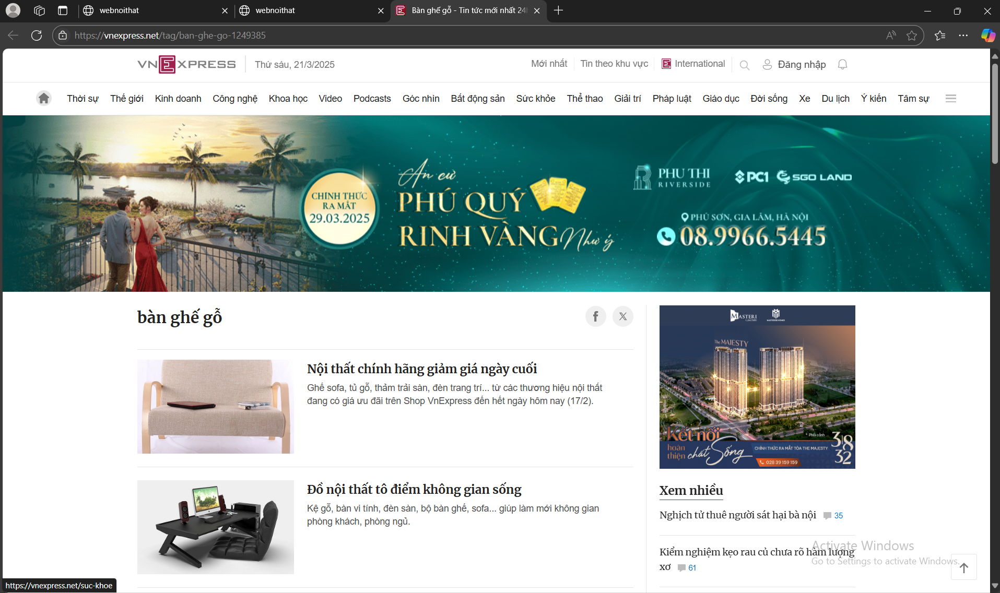 webnoithat
webnoithat
Bàn ghế gỗ - Tin tức mới nhất 24
https://vnexpress.net/tag/ban-ghe-go-1249385
VNEXPRESS
Thứ sáu, 21/3/2025
Mới nhất
Tin theo khu vực
E International
Đăng nhập
Thời sự Thế giới Kinh doanh Công nghệ Khoa học Video Podcasts Góc nhìn Bất động sản Sức khỏe Thể thao Giải trí Pháp luật Giáo dục Đời sống Xe Du lịch Ý kiến Tâm sự
CHÍNH THỨC
RA MẮT
29.03.2025
An cư
PHÚ QUÝ
RINH VÀNG Như ý
PHU THI
RIVERSIDE
PC1
SGO LAND
PHÚ SƠN, GIA LÂM, HÀ NỘI
08.9966.5445
bàn ghế gỗ
Nội thất chính hãng giảm giá ngày cuối
Ghế sofa, tủ gỗ, thảm trải sàn, đèn trang trí... từ các thương hiệu nội thất
đang có giá ưu đãi trên Shop VnExpress đến hết ngày hôm nay (17/2).
Đồ nội thất tô điểm không gian sống
Kệ gỗ, bàn vi tính, đèn sàn, bộ bàn ghế, sofa... giúp làm mới không gian
phòng khách, phòng ngủ.
MASTERI
MASTERISE HOMES
The MAJESTY
* Phối cảnh
Kết nối
hoàn
thiện chất Sống
CHÍNH THỨC RA MẮT TÒA THE MAJESTY
028 39 159 159
Xem nhiều
Nghịch tử thuê người sát hại bà nội 35
Kiểm nghiệm kẹo rau củ chưa rõ hàm lượng
xơ 61
Activate Windows
Go to Settings to activate Windows.
https://vnexpress.net/suc-khoe